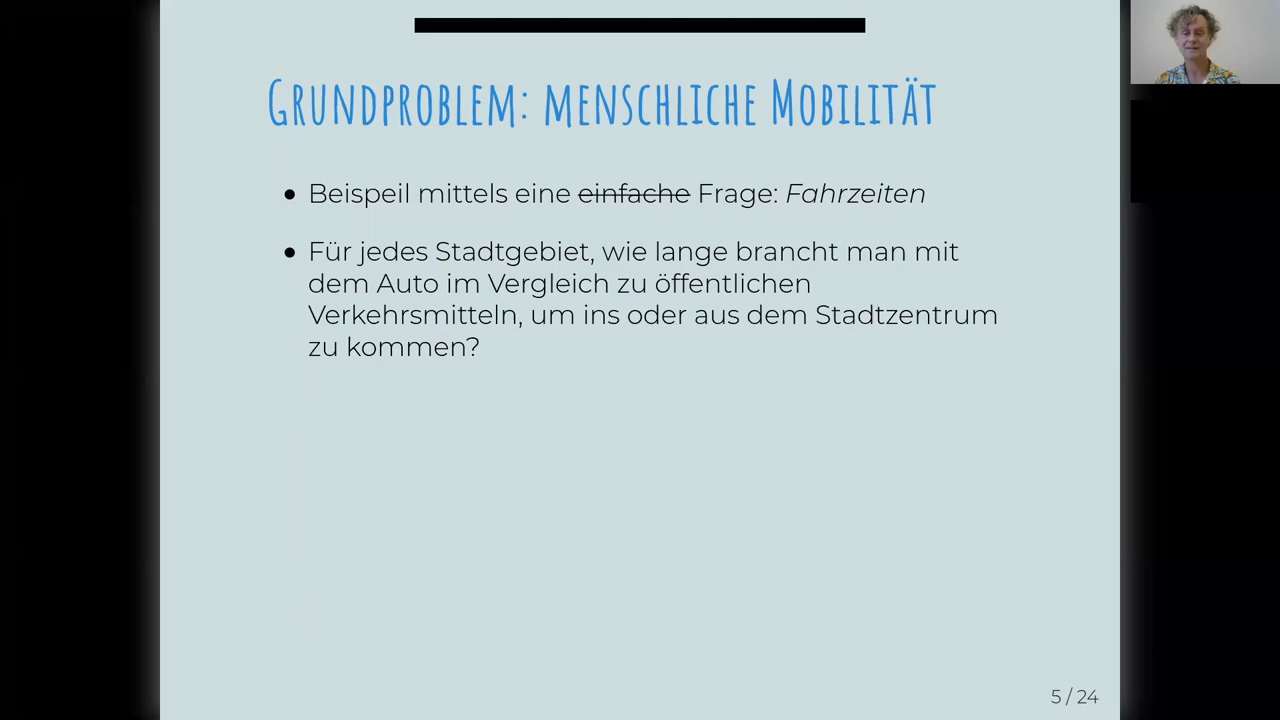 Grundproblem: menschliche Mobilität
Beispeil mittels eine einfache Frage: Fahrzeiten
Für jedes Stadtgebiet, wie lange brancht man mit
dem Auto im Vergleich zu öffentlichen
Verkehrsmitteln, um ins oder aus dem Stadtzentrum
zu kommen?
5 / 24